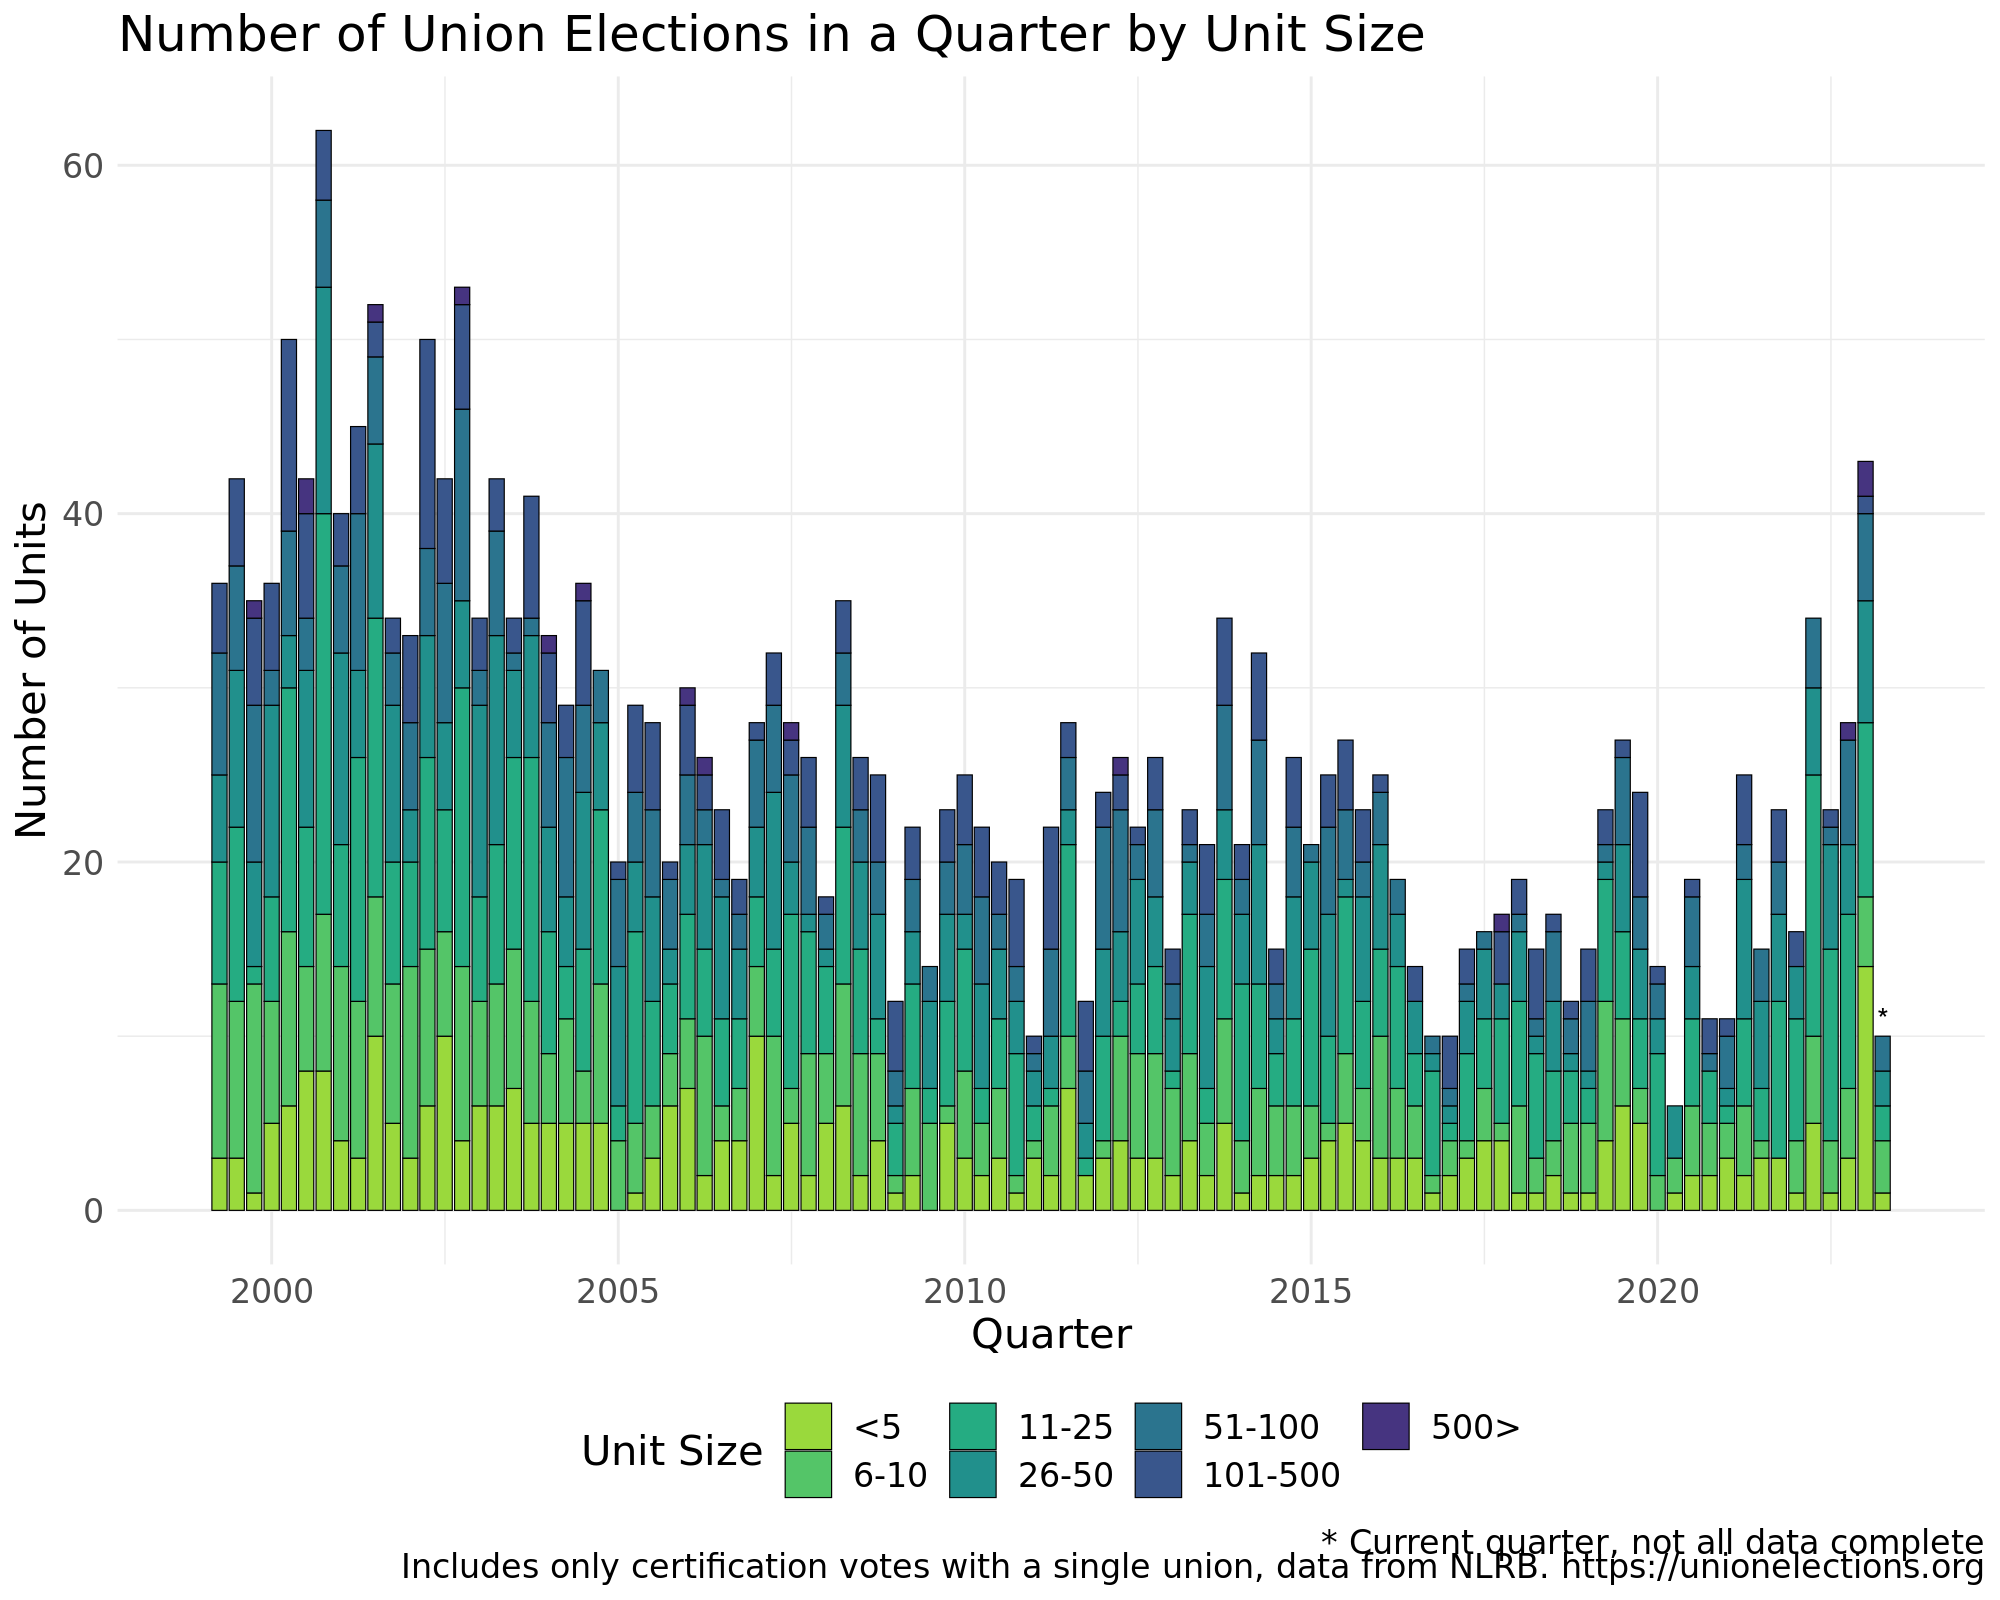 Number of Union Elections in a Quarter by Unit Size
Number of Units
60
40
20
0
*
2000 2005 2010 2015 2020
Quarter
Unit Size
<5 11-25 51-100 500>
6-10 26-50 101-500
* Current quarter, not all data complete
Includes only certification votes with a single union, data from NLRB. https://unionelections.org